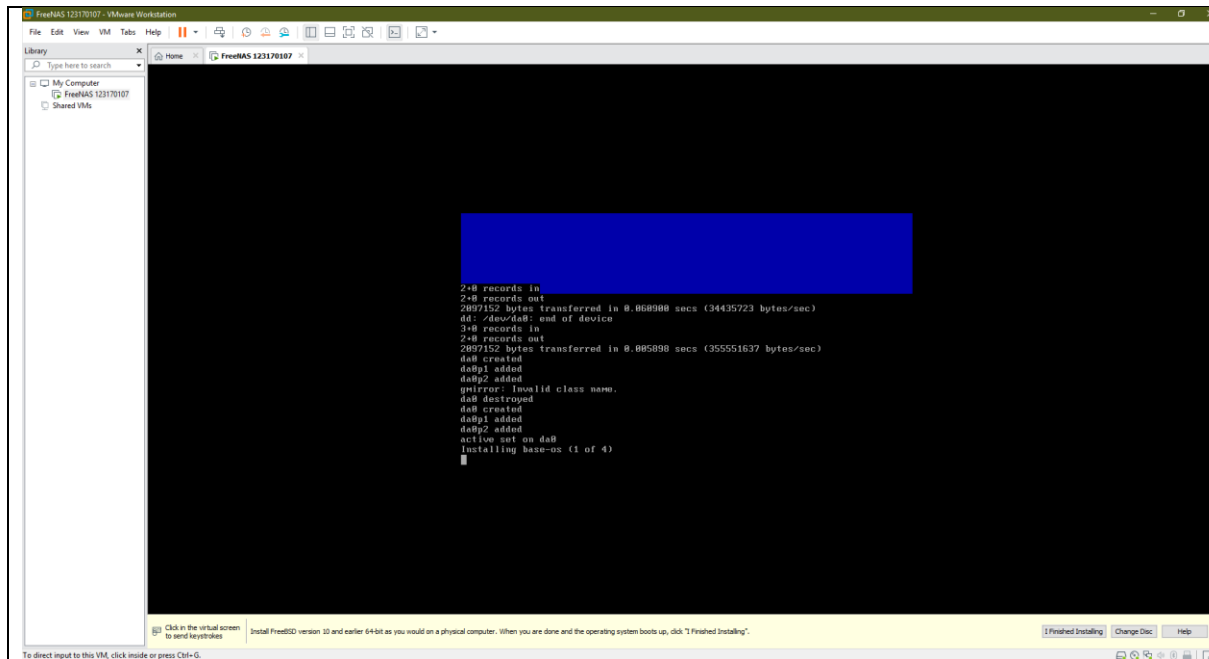 FreeNAS 123170107 - VMware Workstation
File Edit View VM Tabs Help
Library
Type here to search
My Computer
FreeNAS 123170107
Shared VMs
Home
FreeNAS 123170107
2+0 records in
2+0 records out
2097152 bytes transferred in 0.060900 secs (34435723 bytes/sec)
dd: /dev/da0: end of device
3+0 records in
2+0 records out
2097152 bytes transferred in 0.005898 secs (355551637 bytes/sec)
da0 created
da0p1 added
da0p2 added
gmirror: Invalid class name.
da0 destroyed
da0 created
da0p1 added
da0p2 added
active set on da0
Installing base-os (1 of 4)
Click in the virtual screen
to send keystrokes
Install FreeBSD version 10 and earlier 64-bit as you would on a physical computer. When you are done and the operating system boots up, click "I Finished Installing".
I Finished Installing
Change Disc
Help
To direct input to this VM, click inside or press Ctrl+G.